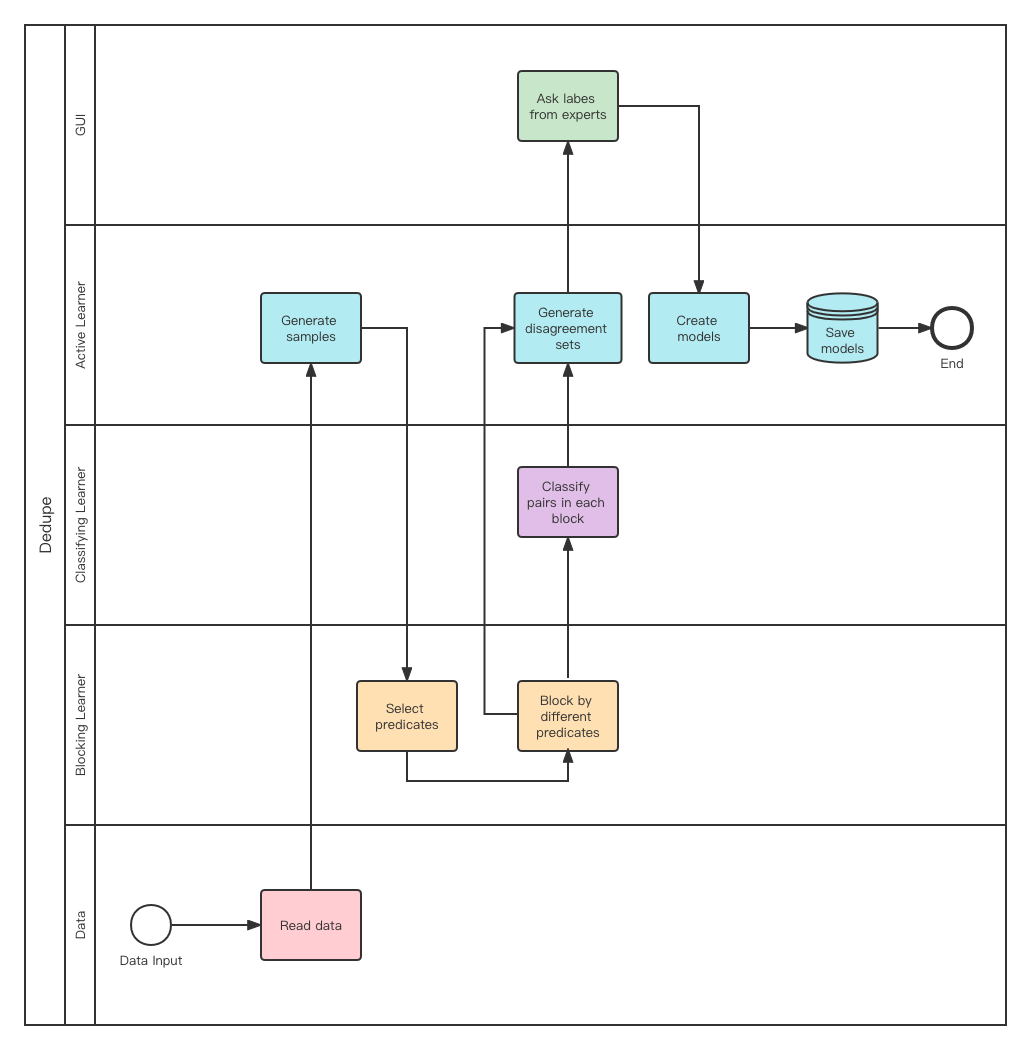 Dedupe
GUI
Ask labes
from experts
Active Learner
Generate
samples
Generate
disagreement
sets
Create
models
Save
models
End
Classifying Learner
Classify
pairs in each
block
Blocking Learner
Select
predicates
Block by
different
predicates
Data
Data Input
Read data